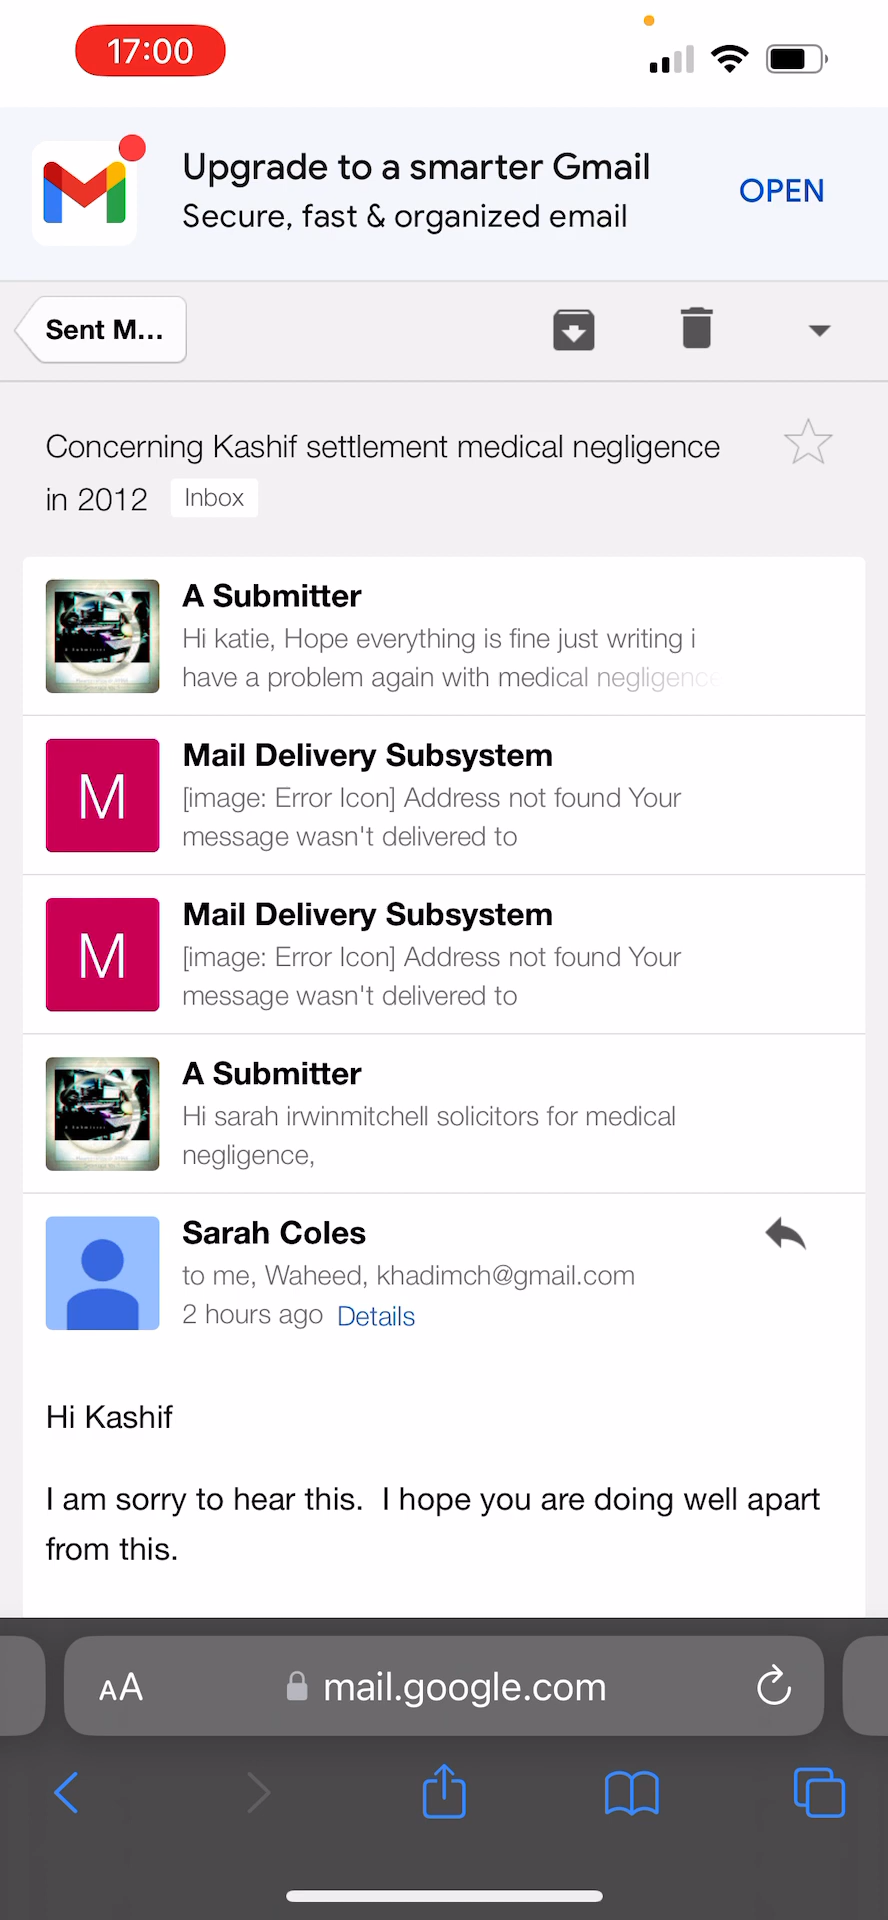 17:00
Upgrade to a smarter Gmail
Secure, fast & organized email
OPEN
Sent M...
Concerning Kashif settlement medical negligence
in 2012 Inbox
A Submitter
Hi katie, Hope everything is fine just writing i
have a problem again with medical negligence
M
Mail Delivery Subsystem
[image: Error Icon] Address not found Your
message wasn't delivered to
M
Mail Delivery Subsystem
[image: Error Icon] Address not found Your
message wasn't delivered to
A Submitter
Hi sarah irwinmitchell solicitors for medical
negligence,
Sarah Coles
to me, Waheed, khadimch@gmail.com
2 hours ago Details
Hi Kashif
I am sorry to hear this.  I hope you are doing well apart
from this.
AA mail.google.com